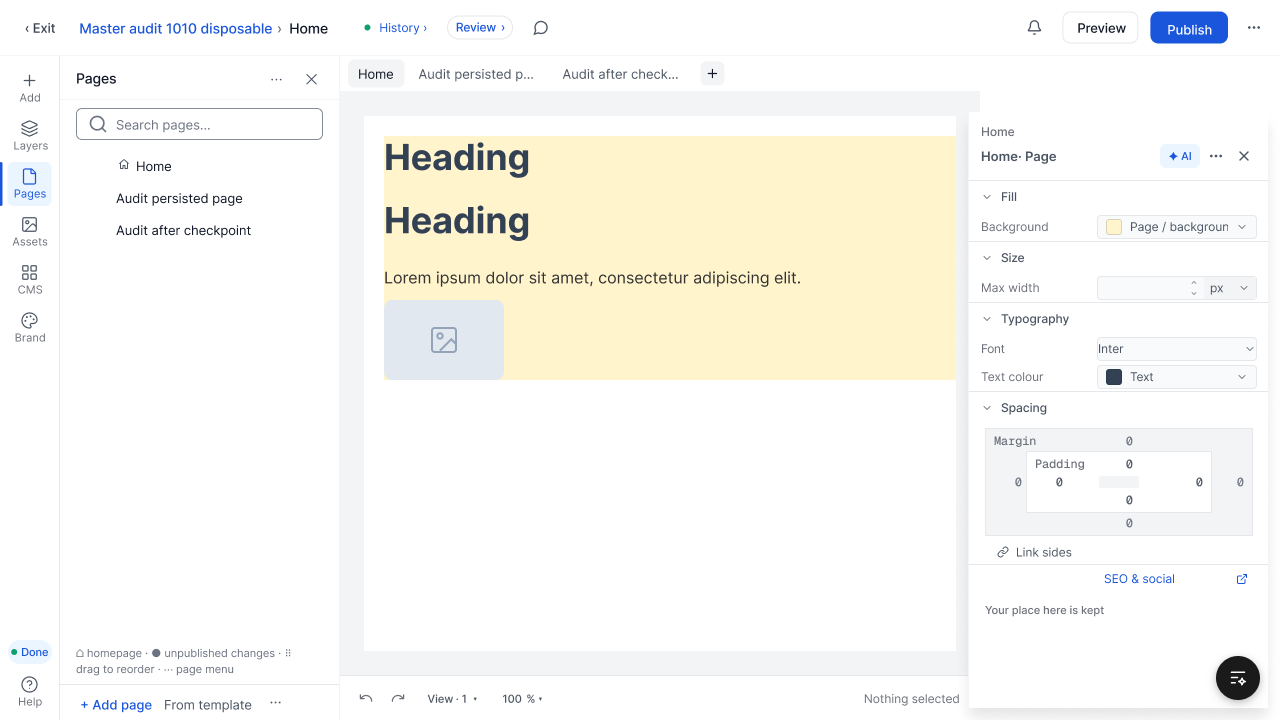 ‹ Exit
Master audit 1010 disposable › Home
History ›
Review ›
Preview
Publish
Add
Layers
Pages
Assets
CMS
Brand
Done
Help
Pages
Search pages...
Home
Audit persisted page
Audit after checkpoint
homepage · ● unpublished changes · ⠿
drag to reorder · ··· page menu
+ Add page
From template
Home
Audit persisted p...
Audit after check...
Heading
Heading
Lorem ipsum dolor sit amet, consectetur adipiscing elit.
View · 1
100 %
Nothing selected
Home
Home· Page
AI
Fill
Background
Page / backgroun
Size
Max width
px
Typography
Font
Inter
Text colour
Text
Spacing
Margin
0
Padding
0
0
0
0
0
0
0
Link sides
SEO & social
Your place here is kept